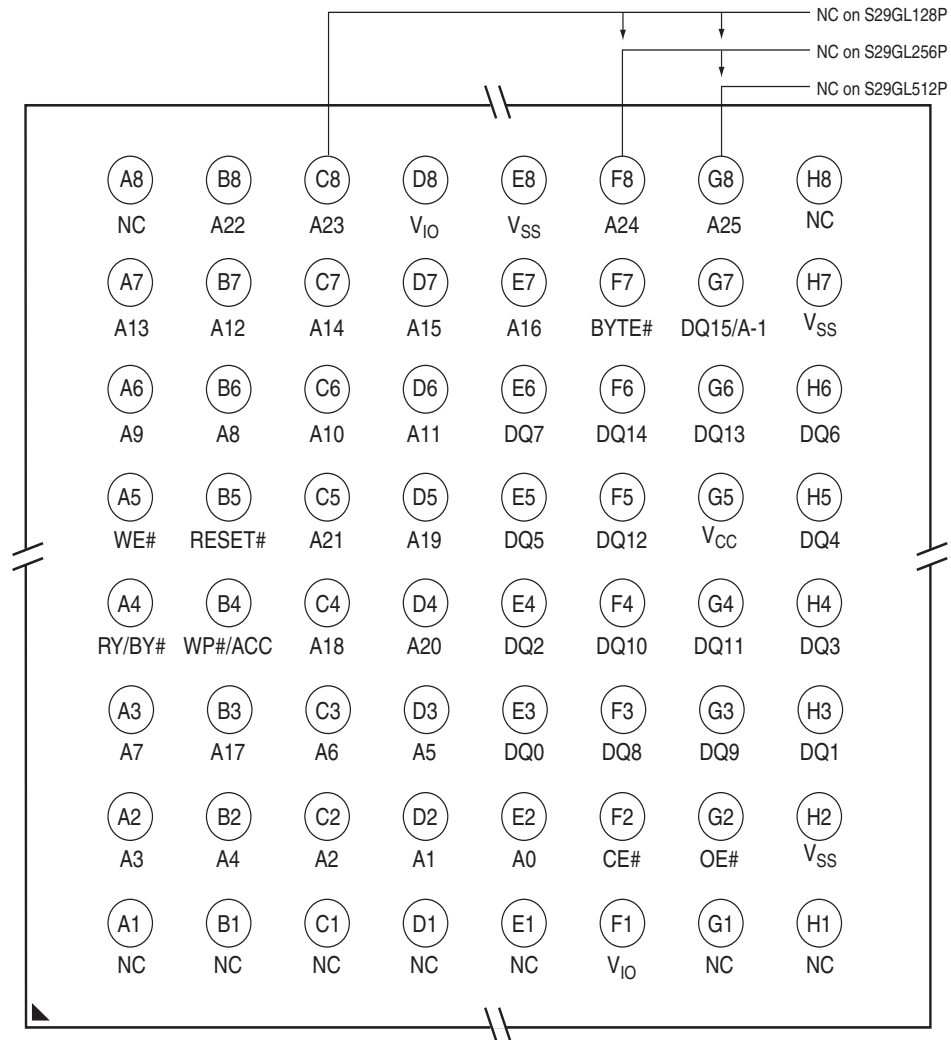 NC on S29GL128P
NC on S29GL256P
NC on S29GL512P
A8 B8 C8 D8 E8 F8 G8 H8
NC A22 A23 VIO VSS A24 A25 NC
A7 B7 C7 D7 E7 F7 G7 H7
A13 A12 A14 A15 A16 BYTE# DQ15/A-1 VSS
A6 B6 C6 D6 E6 F6 G6 H6
A9 A8 A10 A11 DQ7 DQ14 DQ13 DQ6
A5 B5 C5 D5 E5 F5 G5 H5
WE# RESET# A21 A19 DQ5 DQ12 VCC DQ4
A4 B4 C4 D4 E4 F4 G4 H4
RY/BY# WP#/ACC A18 A20 DQ2 DQ10 DQ11 DQ3
A3 B3 C3 D3 E3 F3 G3 H3
A7 A17 A6 A5 DQ0 DQ8 DQ9 DQ1
A2 B2 C2 D2 E2 F2 G2 H2
A3 A4 A2 A1 A0 CE# OE# VSS
A1 B1 C1 D1 E1 F1 G1 H1
NC NC NC NC NC VIO NC NC